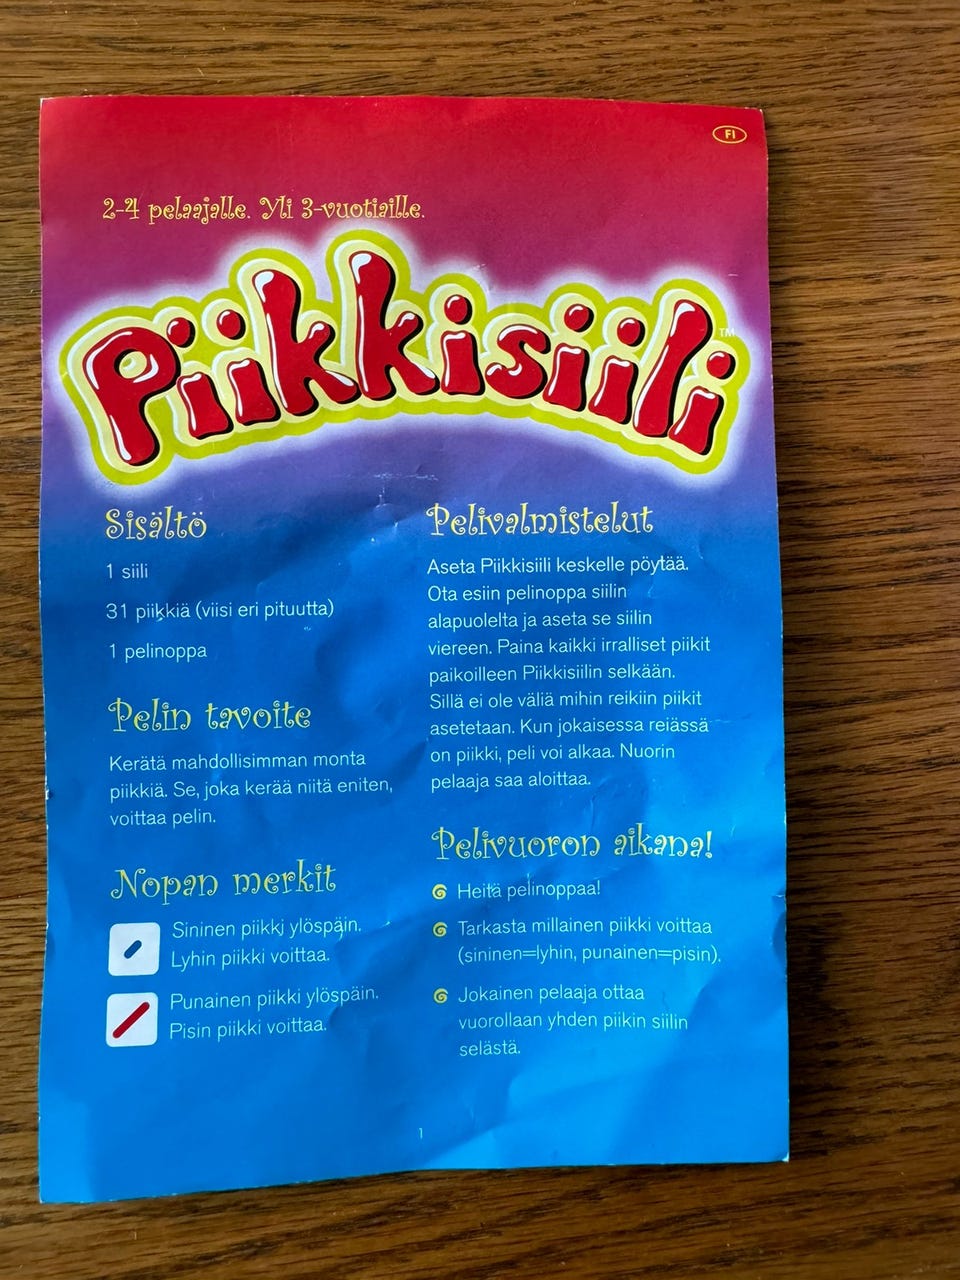 FI
2-4 pelaajalle. Yli 3-vuotiaille.
Piikkisiili™
Sisältö
1 siili
31 piikkiä (viisi eri pituutta)
1 pelinoppa
Pelin tavoite
Kerätä mahdollisimman monta
piikkiä. Se, joka kerää niitä eniten,
voittaa pelin.
Nopan merkit
Sininen piikki ylöspäin.
Lyhin piikki voittaa.
Punainen piikki ylöspäin.
Pisin piikki voittaa.
Pelivalmistelut
Aseta Piikkisiili keskelle pöytää.
Ota esiin pelinoppa siilin
alapuolelta ja aseta se siilin
viereen. Paina kaikki irralliset piikit
paikoilleen Piikkisiilin selkään.
Sillä ei ole väliä mihin reikiin piikit
asetetaan. Kun jokaisessa reiässä
on piikki, peli voi alkaa. Nuorin
pelaaja saa aloittaa.
Pelivuoron aikana!
Heitä pelinoppaa!
Tarkasta millainen piikki voittaa
(sininen=lyhin, punainen=pisin).
Jokainen pelaaja ottaa
vuorollaan yhden piikin siilin
selästä.
1